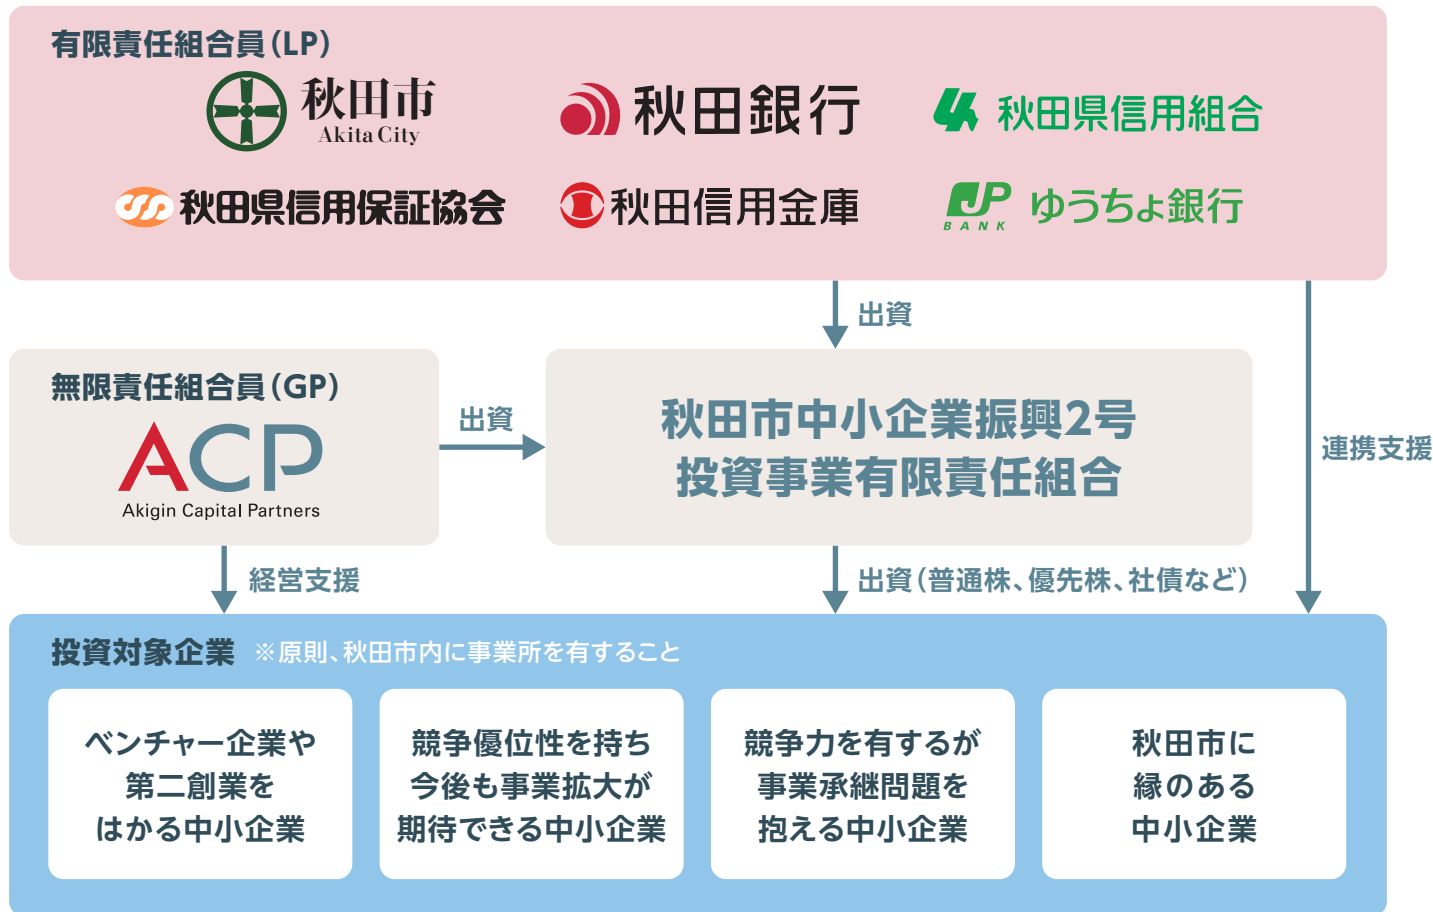 有限責任組合員（LP）
秋田市
Akita City
秋田銀行
秋田県信用組合
秋田県信用保証協会
秋田信用金庫
JP
BANK
ゆうちょ銀行
出資
連携支援
無限責任組合員（GP）
ACP
Akigin Capital Partners
出資
秋田市中小企業振興2号
投資事業有限責任組合
経営支援
出資（普通株、優先株、社債など）
投資対象企業 ※原則、秋田市内に事業所を有すること
ベンチャー企業や
第二創業を
はかる中小企業
競争優位性を持ち
今後も事業拡大が
期待できる中小企業
競争力を有するが
事業承継問題を
抱える中小企業
秋田市に
縁のある
中小企業